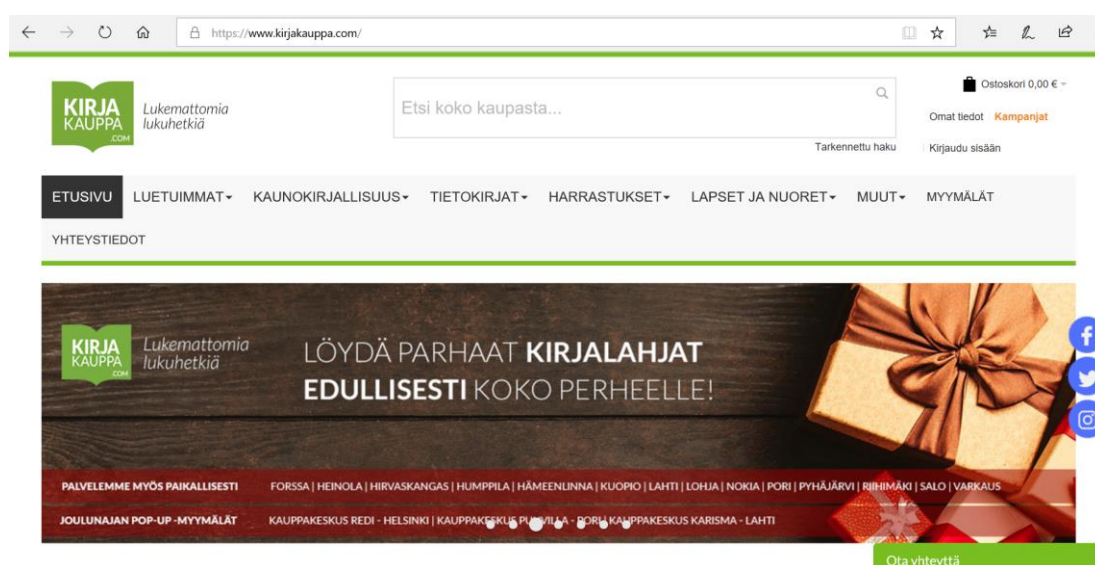 https://www.kirjakauppa.com/
KIRJA
KAUPPA
.COM
Lukemattomia
lukuhetkiä
Etsi koko kaupasta...
Tarkennettu haku
Ostoskori 0,00 €
Omat tiedot Kampanjat
Kirjaudu sisään
ETUSIVU LUETUIMMAT KAUNOKIRJALLISUUS TIETOKIRJAT HARRASTUKSET LAPSET JA NUORET MUUT MYYMÄLÄT
YHTEYSTIEDOT
KIRJA
KAUPPA
.COM
Lukemattomia
lukuhetkiä
LÖYDÄ PARHAAT KIRJALAHJAT
EDULLISESTI KOKO PERHEELLE!
PALVELEMME MYÖS PAIKALLISESTI FORSSA | HEINOLA | HIRVASKANGAS | HUMPPILA | HÄMEENLINNA | KUOPIO | LAHTI | LOHJA | NOKIA | PORI | PYHÄJÄRVI | RIIHIMÄKI | SALO | VARKAUS
JOULUNAJAN POP-UP -MYYMÄLÄT KAUPPAKESKUS REDI - HELSINKI | KAUPPAKESKUS - PORI | KAUPPAKESKUS KARISMA - LAHTI
Ota yhteyttä